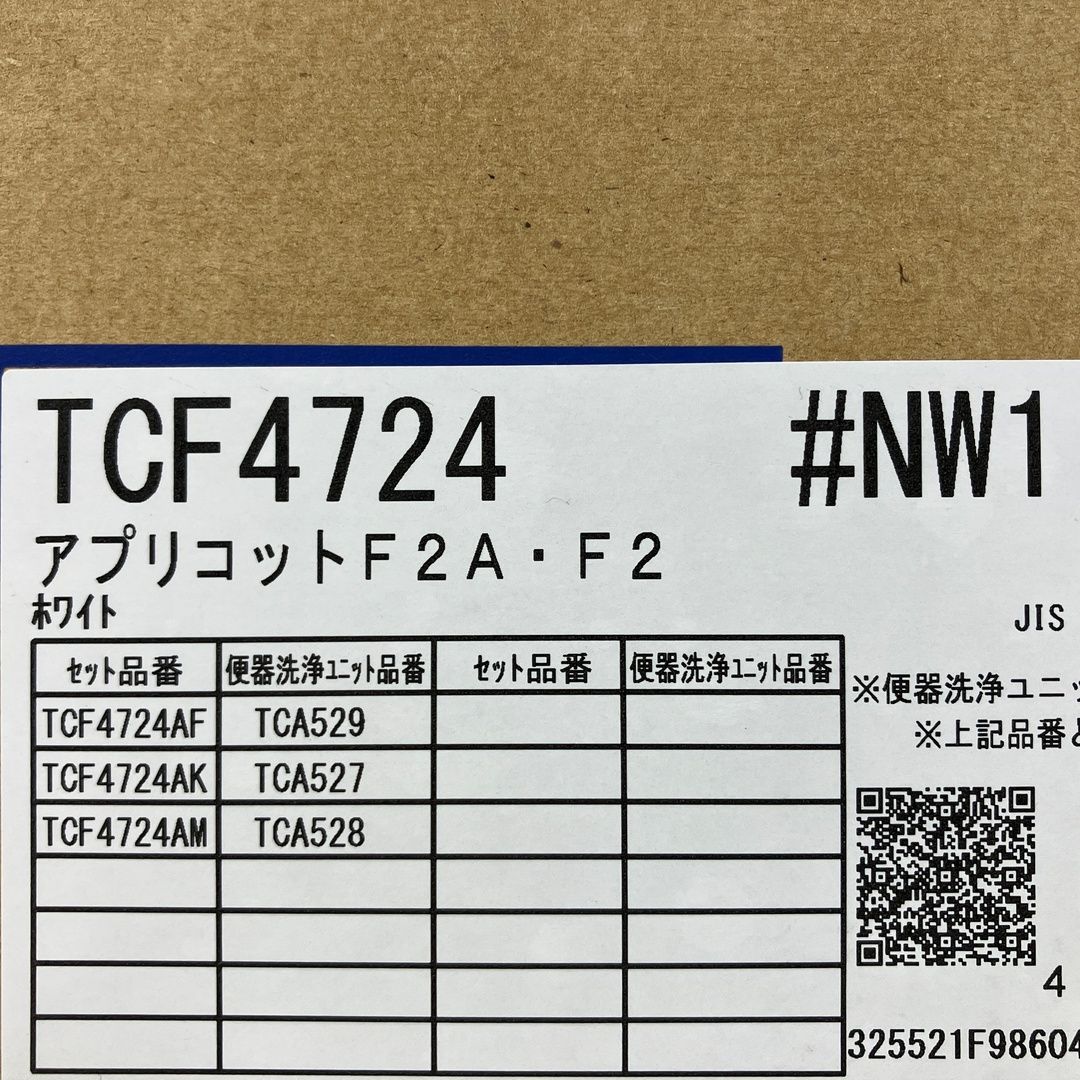 TCF4724 #NW1
アプリコットF2A・F2
ホワイト
JIS
セット品番 便器洗浄ユニット品番 セット品番 便器洗浄ユニット品番
TCF4724AF TCA529
TCF4724AK TCA527
TCF4724AM TCA528
※便器洗浄ユニッ
※上記品番と
4
325521F98604